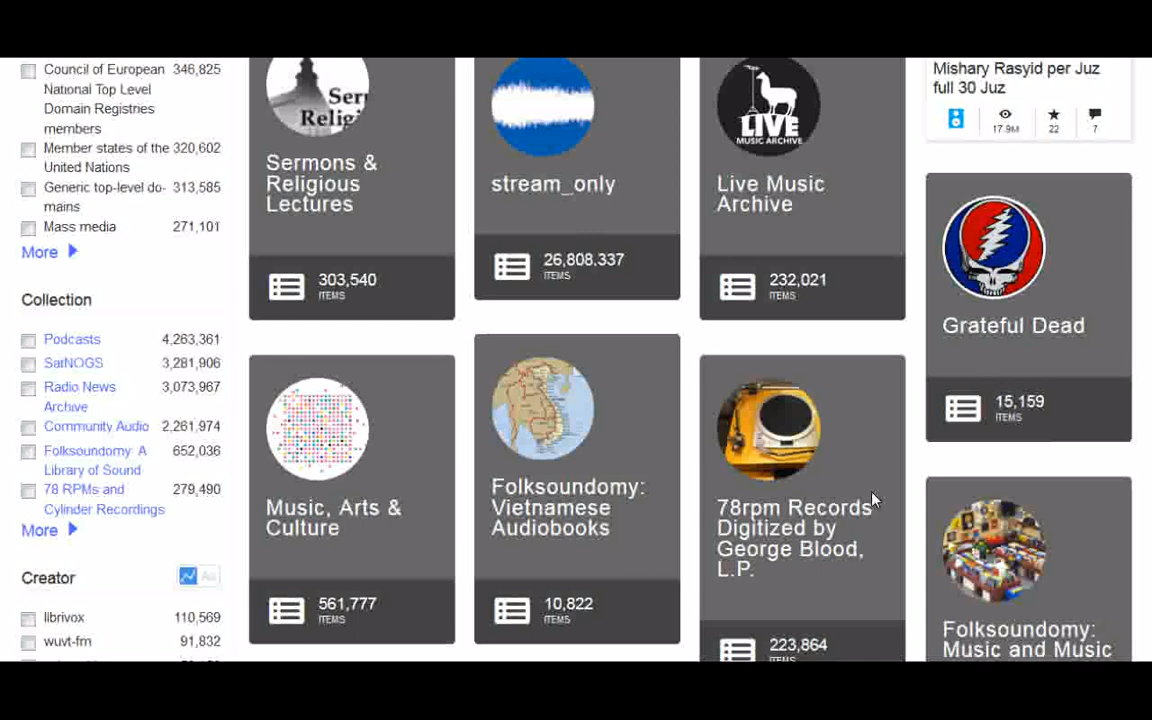 Council of European 346,825
National Top Level
Domain Registries
members
Member states of the 320,602
United Nations
Generic top-level do- 313,585
mains
Mass media 271,101
More
Collection
Podcasts 4,263,361
SatNOGS 3,281,906
Radio News 3,073,967
Archive
Community Audio 2,261,974
Folksoundomy: A 652,036
Library of Sound
78 RPMs and 279,490
Cylinder Recordings
More
Creator
librivox 110,569
wuvt-fm 91,832
Sermons &
Religious
Lectures
303,540
ITEMS
stream_only
26,808,337
ITEMS
LIVE
MUSIC ARCHIVE
Live Music
Archive
232,021
ITEMS
Mishary Rasyid per Juz
full 30 Juz
17.9M 22 7
Grateful Dead
15,159
ITEMS
Music, Arts &
Culture
561,777
ITEMS
Folksoundomy:
Vietnamese
Audiobooks
10,822
ITEMS
78rpm Records
Digitized by
George Blood,
L.P.
223,864
ITEMS
Folksoundomy:
Music and Music